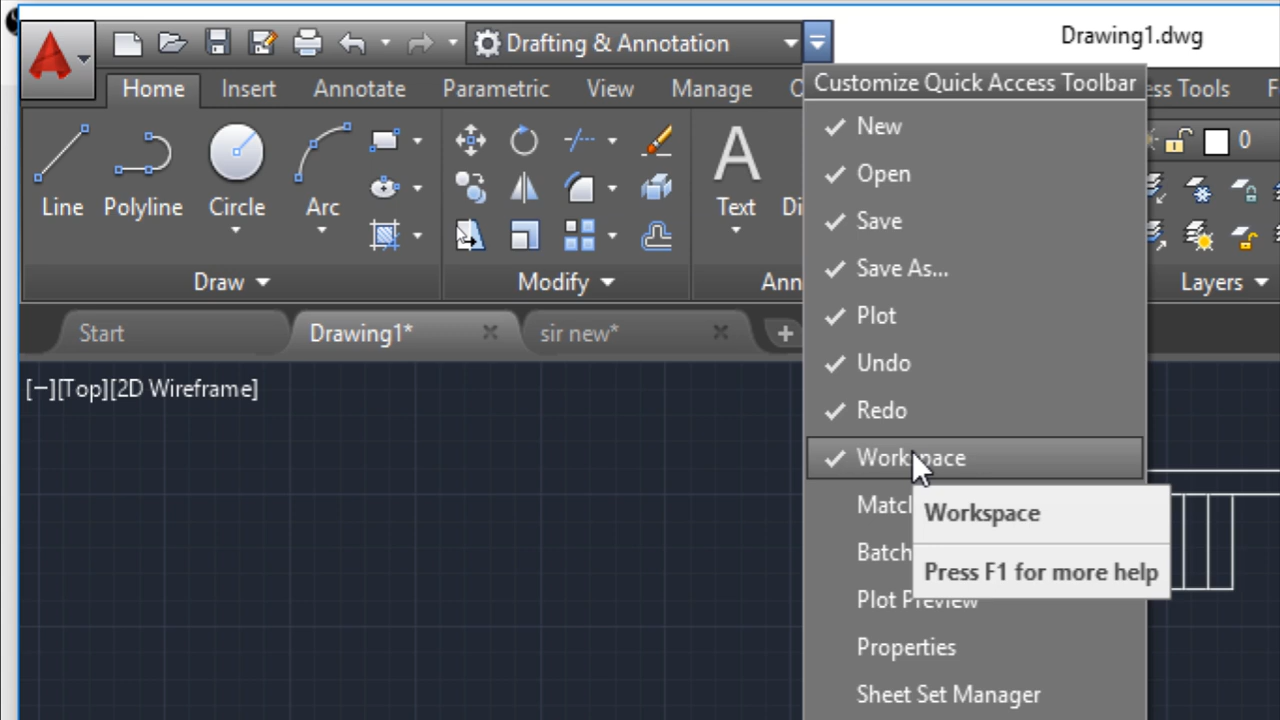 Drafting & Annotation
Drawing1.dwg
Home
Insert
Annotate
Parametric
View
Manage
ess Tools
Customize Quick Access Toolbar
New
Open
Save
Save As...
Plot
Undo
Redo
Workspace
Workspace
Press F1 for more help
Plot Preview
Properties
Sheet Set Manager
Line
Polyline
Circle
Arc
Text
0
Draw
Modify
Layers
Start
Drawing1*
sir new*
[−][Top][2D Wireframe]